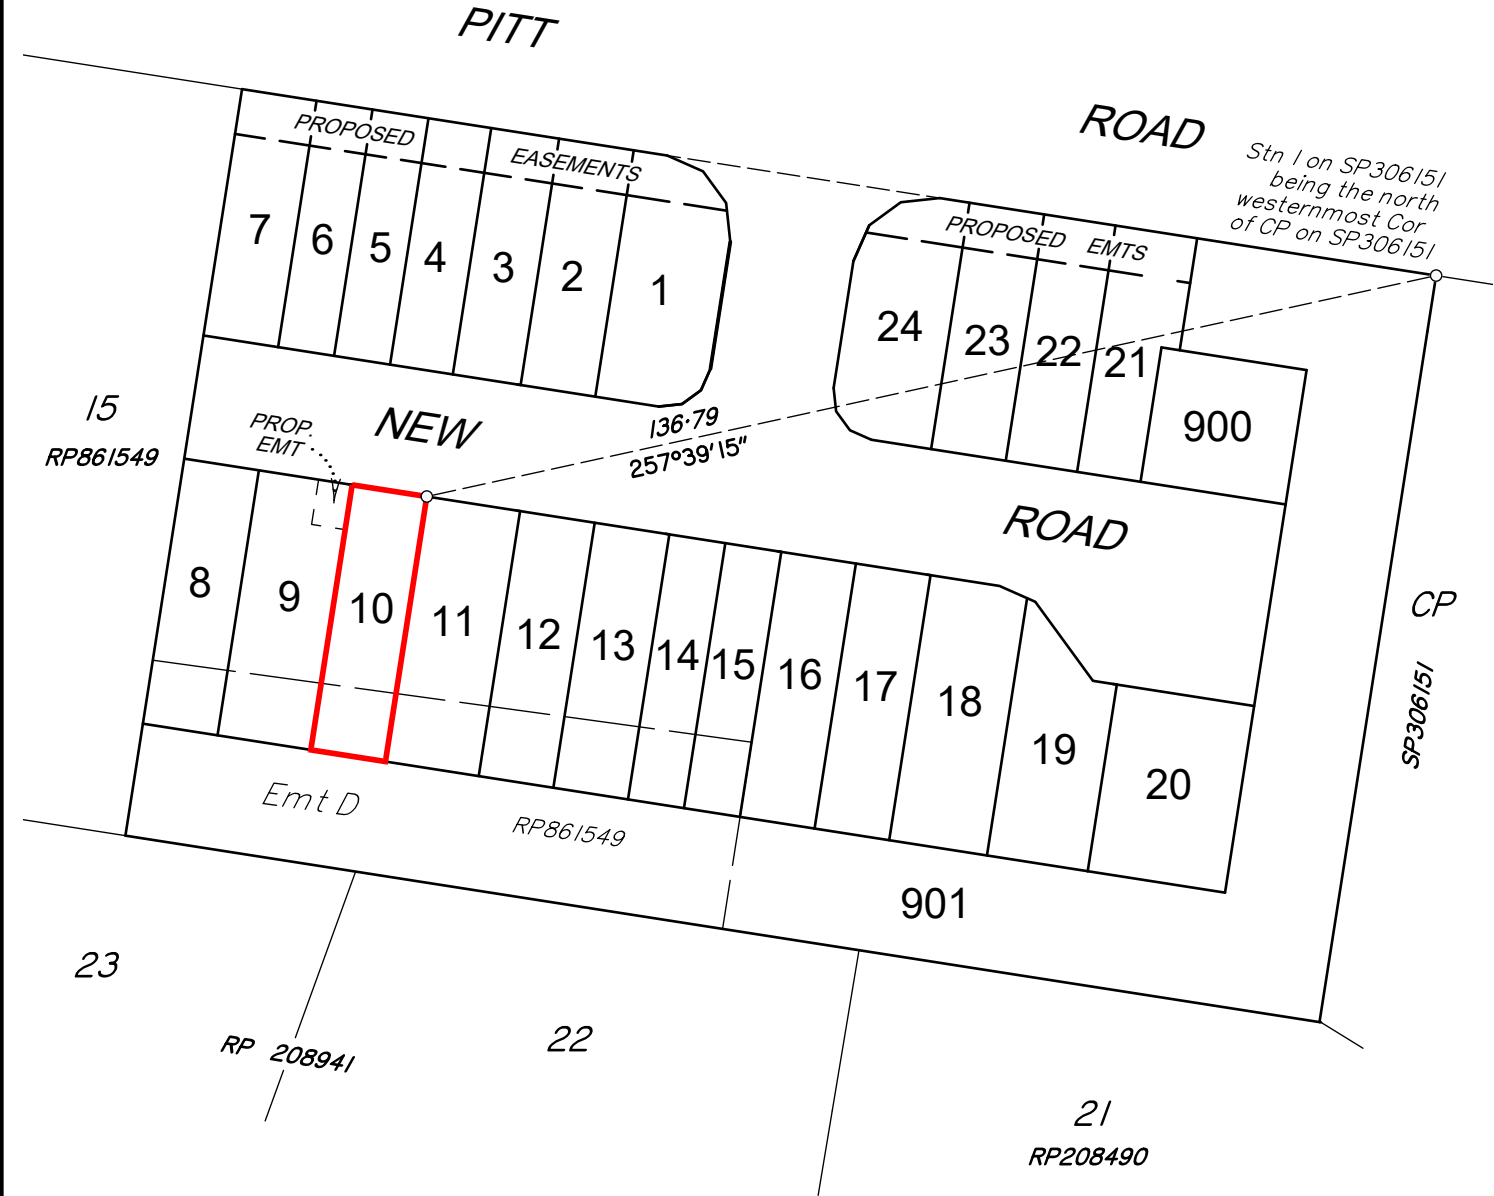 PITT
ROAD
Stn 1 on SP306151
being the north
westernmost Cor
of CP on SP306151
PROPOSED
EASEMENTS
PROPOSED EMTS
7
6
5
4
3
2
1
24
23
22
21
900
15
RP861549
PROP.
EMT
NEW
136·79
257°39'15"
ROAD
8
9
10
11
12
13
14
15
16
17
18
19
20
CP
SP306151
Emt D
RP861549
901
23
RP 208941
22
21
RP208490